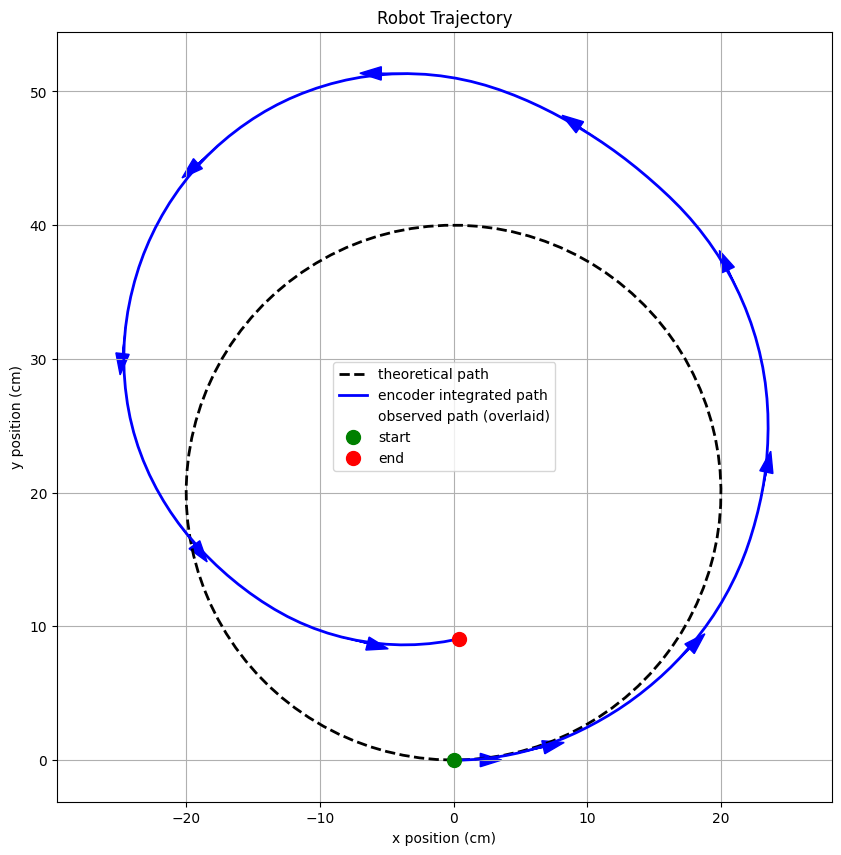 Robot Trajectory
y position (cm)
50
40
30
20
10
0
theoretical path
encoder integrated path
observed path (overlaid)
start
end
−20
−10
0
10
20
x position (cm)